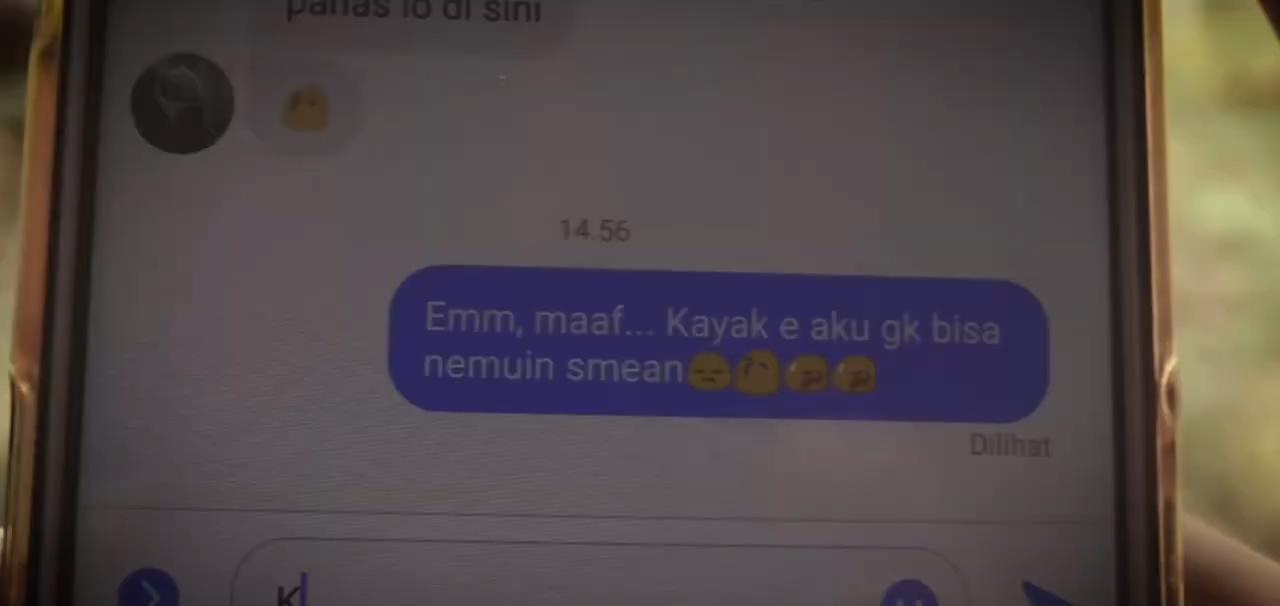 panas lo di sini
14.56
Emm, maaf... Kayak e aku gk bisa
nemuin smean😑🤔😭😭
Dilihat
K